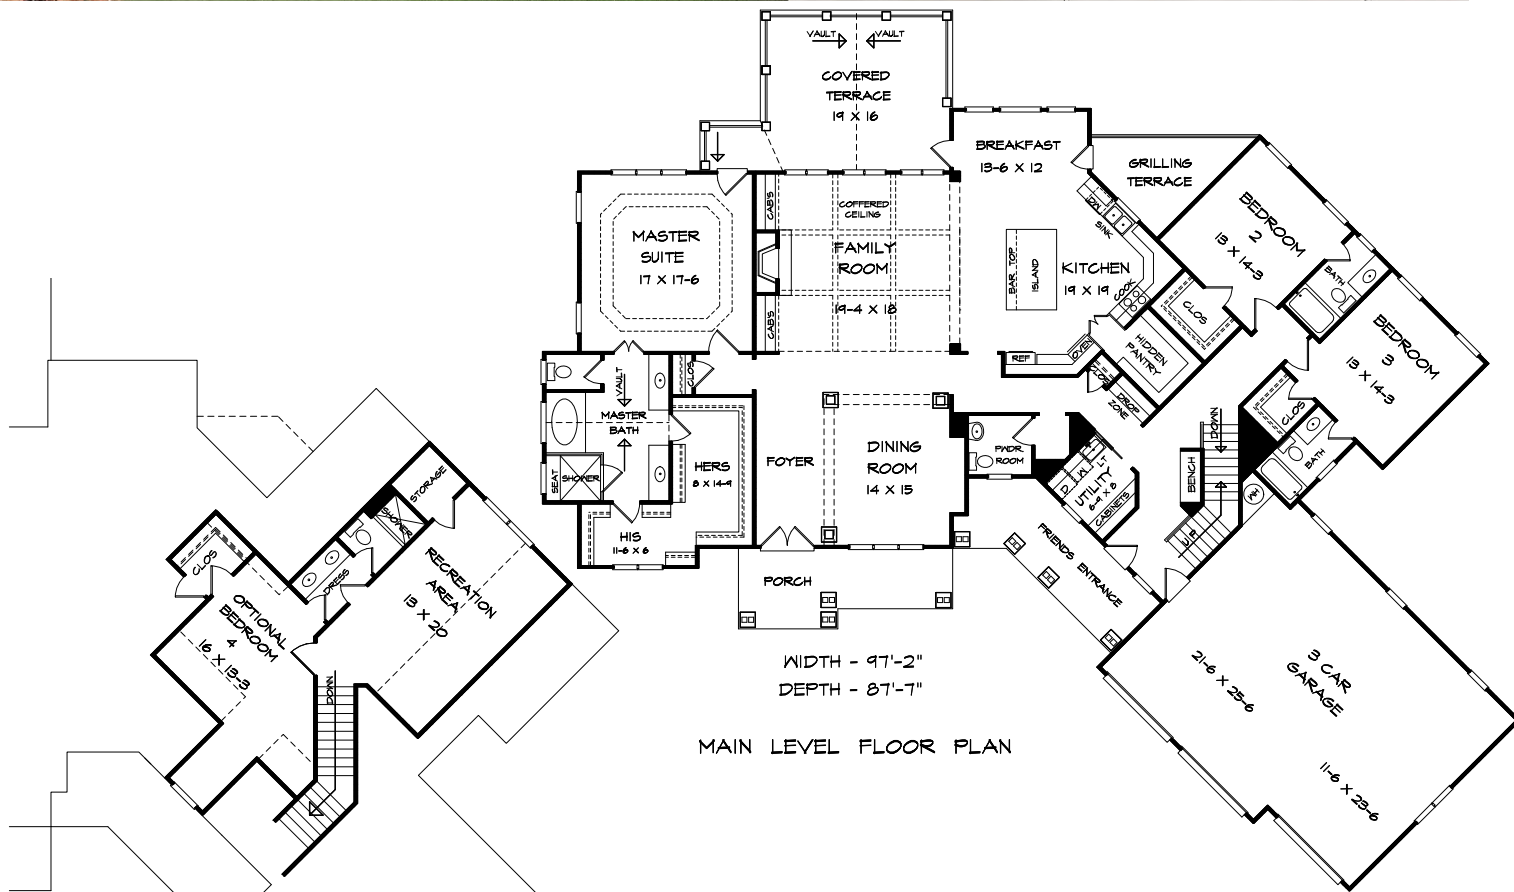 VAULT
VAULT
COVERED
TERRACE
19 X 16
BREAKFAST
13-6 X 12
GRILLING
TERRACE
MASTER
SUITE
17 X 17-6
CAB'S
COFFERED
CEILING
FAMILY
ROOM
19-4 X 18
CAB'S
BAR TOP
ISLAND
KITCHEN
19 X 19
SINK
COOK
OVEN
REF
HIDDEN
PANTRY
CLOS
DROP
ZONE
BEDROOM
2
13 X 14-3
BATH
CLOS
BEDROOM
3
13 X 14-3
CLOS
BATH
VAULT
MASTER
BATH
CLOS
SEAT
SHOWER
HERS
8 X 14-9
HIS
11-6 X 6
FOYER
DINING
ROOM
14 X 15
PWDR.
ROOM
UTILITY
6-9 X 8
CABINETS
D
W
LT
BENCH
DOWN
UP
WH
FRIENDS ENTRANCE
PORCH
3 CAR
GARAGE
21-6 X 25-6
11-6 X 23-6
STORAGE
SHOWER
DRESS
CLOS
RECREATION
AREA
13 X 20
OPTIONAL
BEDROOM
4
16 X 13-3
DOWN
WIDTH - 97'-2"
DEPTH - 87'-7"
MAIN LEVEL FLOOR PLAN